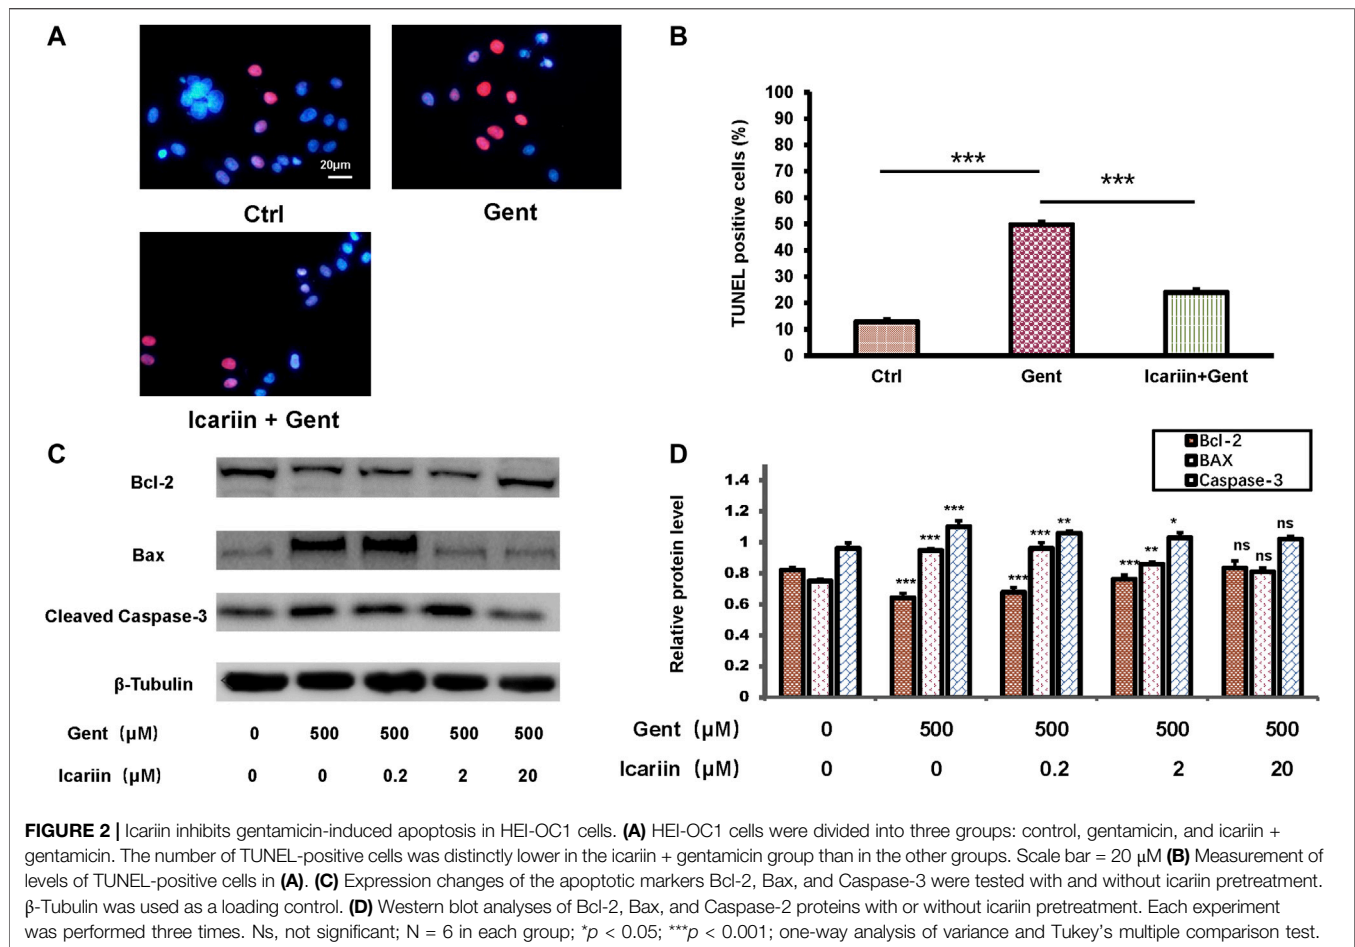 A
20μm
Ctrl
Gent
Icariin + Gent
B
TUNEL positive cells (%)
100
90
80
70
60
50
40
30
20
10
0
***
***
Ctrl
Gent
Icariin+Gent
C
Bcl-2
Bax
Cleaved Caspase-3
β-Tubulin
Gent (μM) 0 500 500 500 500
Icariin (μM) 0 0 0.2 2 20
D
Bcl-2
BAX
Caspase-3
Relative protein level
1.4
1.2
1
0.8
0.6
0.4
0.2
0
*** *** ***
*** *** **
*** ** *
ns ns ns
Gent (μM) 0 500 500 500 500
Icariin (μM) 0 0 0.2 2 20
FIGURE 2 | Icariin inhibits gentamicin-induced apoptosis in HEI-OC1 cells. (A) HEI-OC1 cells were divided into three groups: control, gentamicin, and icariin +
gentamicin. The number of TUNEL-positive cells was distinctly lower in the icariin + gentamicin group than in the other groups. Scale bar = 20 μM (B) Measurement of
levels of TUNEL-positive cells in (A). (C) Expression changes of the apoptotic markers Bcl-2, Bax, and Caspase-3 were tested with and without icariin pretreatment.
β-Tubulin was used as a loading control. (D) Western blot analyses of Bcl-2, Bax, and Caspase-2 proteins with or without icariin pretreatment. Each experiment
was performed three times. Ns, not significant; N = 6 in each group; *p < 0.05; ***p < 0.001; one-way analysis of variance and Tukey's multiple comparison test.